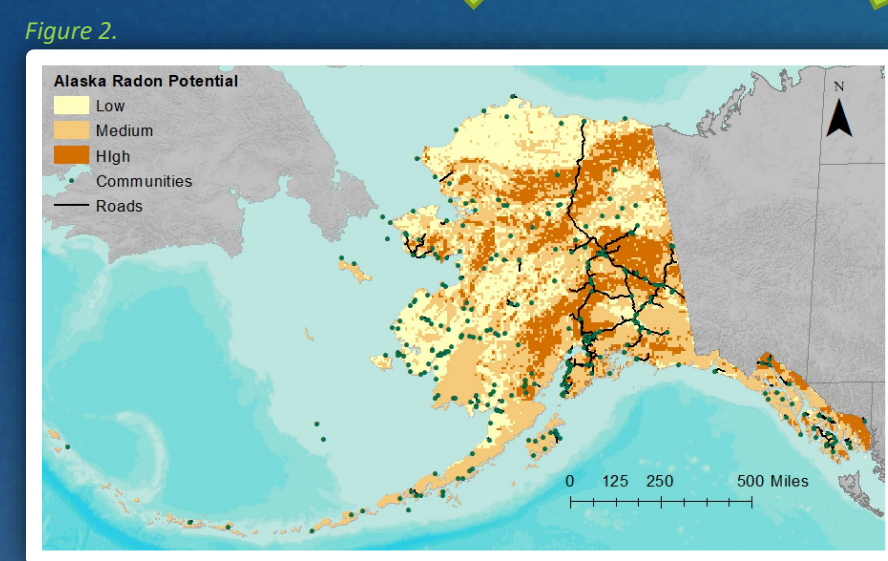 Figure 2.
Alaska Radon Potential
Low
Medium
HIgh
Communities
Roads
N
0 125 250 500 Miles